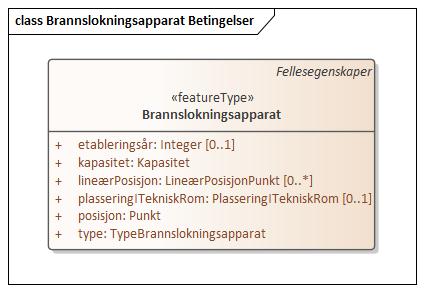 class Brannslokningsapparat Betingelser
Fellesegenskaper
«featureType»
Brannslokningsapparat
+ etableringsår: Integer [0..1]
+ kapasitet: Kapasitet
+ lineærPosisjon: LineærPosisjonPunkt [0..*]
+ plasseringITekniskRom: PlasseringITekniskRom [0..1]
+ posisjon: Punkt
+ type: TypeBrannslokningsapparat